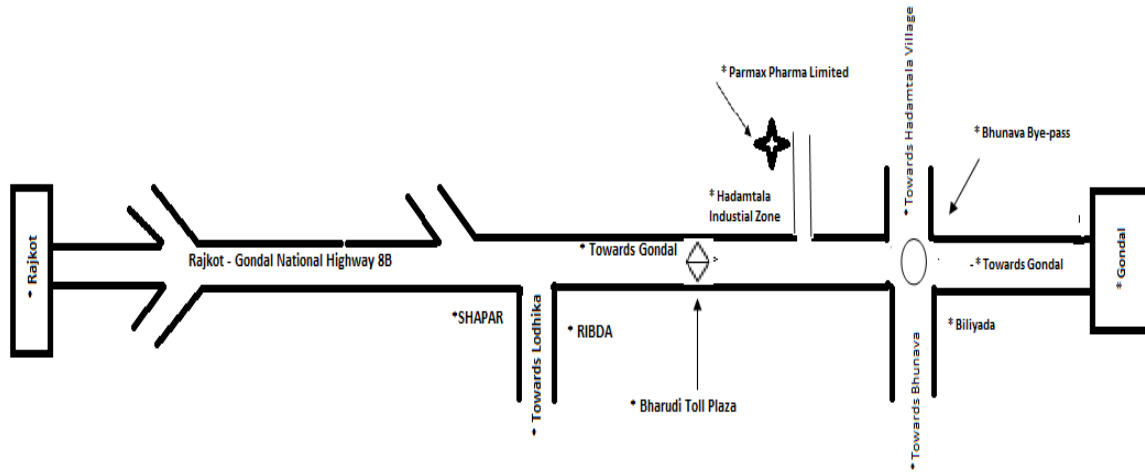 * Parmax Pharma Limited
* Towards Hadamtala Village
* Bhunava Bye-pass
* Hadamtala
Industial Zone
* Rajkot
Rajkot - Gondal National Highway 8B
* Towards Gondal
*
-* Towards Gondal
* Gondal
*SHAPAR
* Towards Lodhika
* RIBDA
* Biliyada
* Towards Bhunava
* Bharudi Toll Plaza